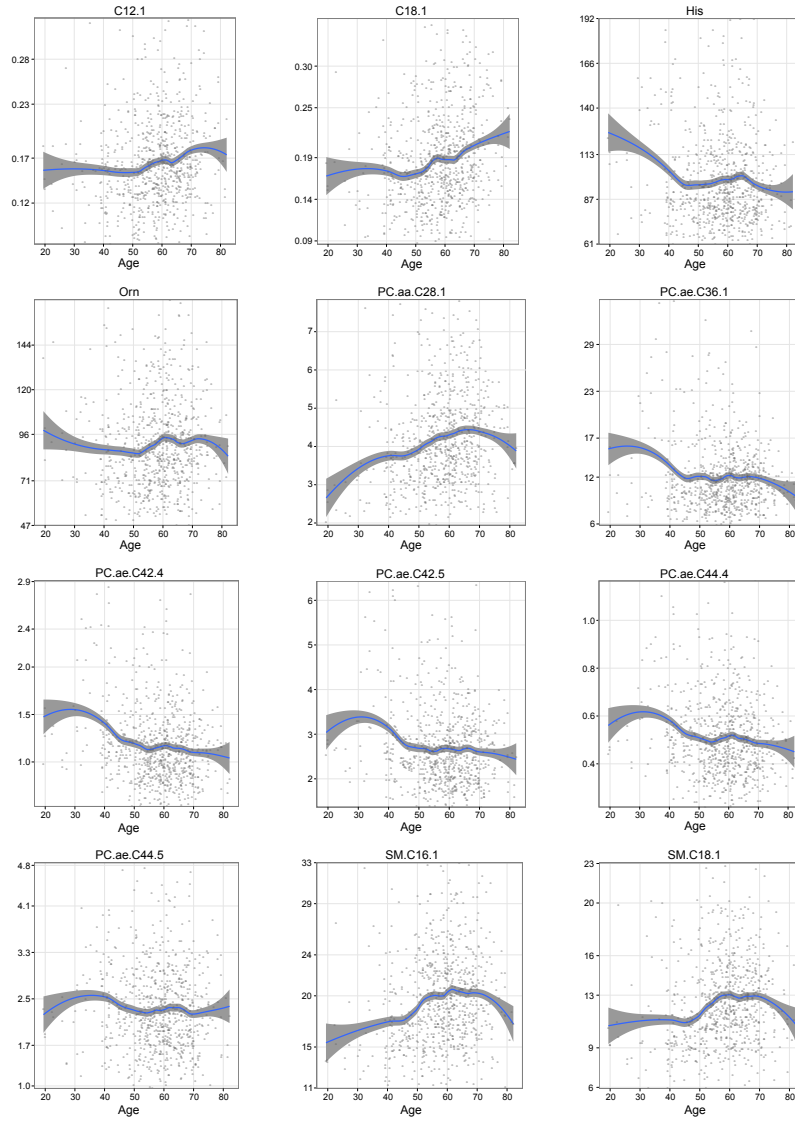 C12.1
0.28
0.23
0.17
0.12
20 30 40 50 60 70 80
Age
C18.1
0.30
0.25
0.19
0.14
0.09
20 30 40 50 60 70 80
Age
His
192
166
140
113
87
61
20 30 40 50 60 70 80
Age
Orn
144
120
96
71
47
20 30 40 50 60 70 80
Age
PC.aa.C28.1
7
6
5
4
3
2
20 30 40 50 60 70 80
Age
PC.ae.C36.1
29
23
17
12
6
20 30 40 50 60 70 80
Age
PC.ae.C42.4
2.9
2.4
2.0
1.5
1.0
20 30 40 50 60 70 80
Age
PC.ae.C42.5
6
5
4
3
2
20 30 40 50 60 70 80
Age
PC.ae.C44.4
1.0
0.8
0.6
0.4
20 30 40 50 60 70 80
Age
PC.ae.C44.5
4.8
4.1
3.3
2.5
1.7
1.0
20 30 40 50 60 70 80
Age
SM.C16.1
33
29
24
20
15
11
20 30 40 50 60 70 80
Age
SM.C18.1
23
20
16
13
9
6
20 30 40 50 60 70 80
Age